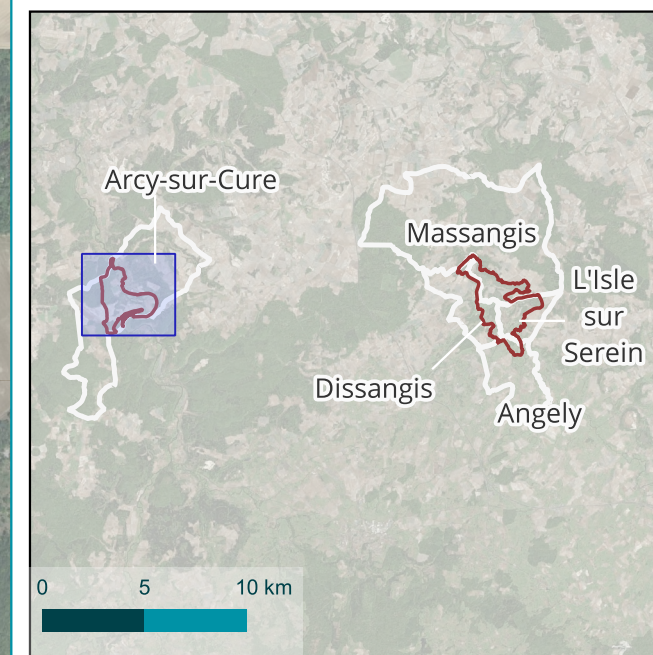 Arcy-sur-Cure
Massangis
L'Isle
sur
Serein
Dissangis
Angely
0 5 10 km